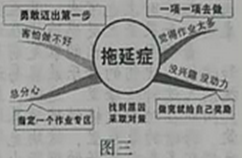 勇敢迈出第一步
一项一项去做
害怕做不好
觉得作业太多
拖延症
总分心
没兴趣 没动力
指定一个作业专区
找到原因
采取对策
做完就给自己奖励
图三